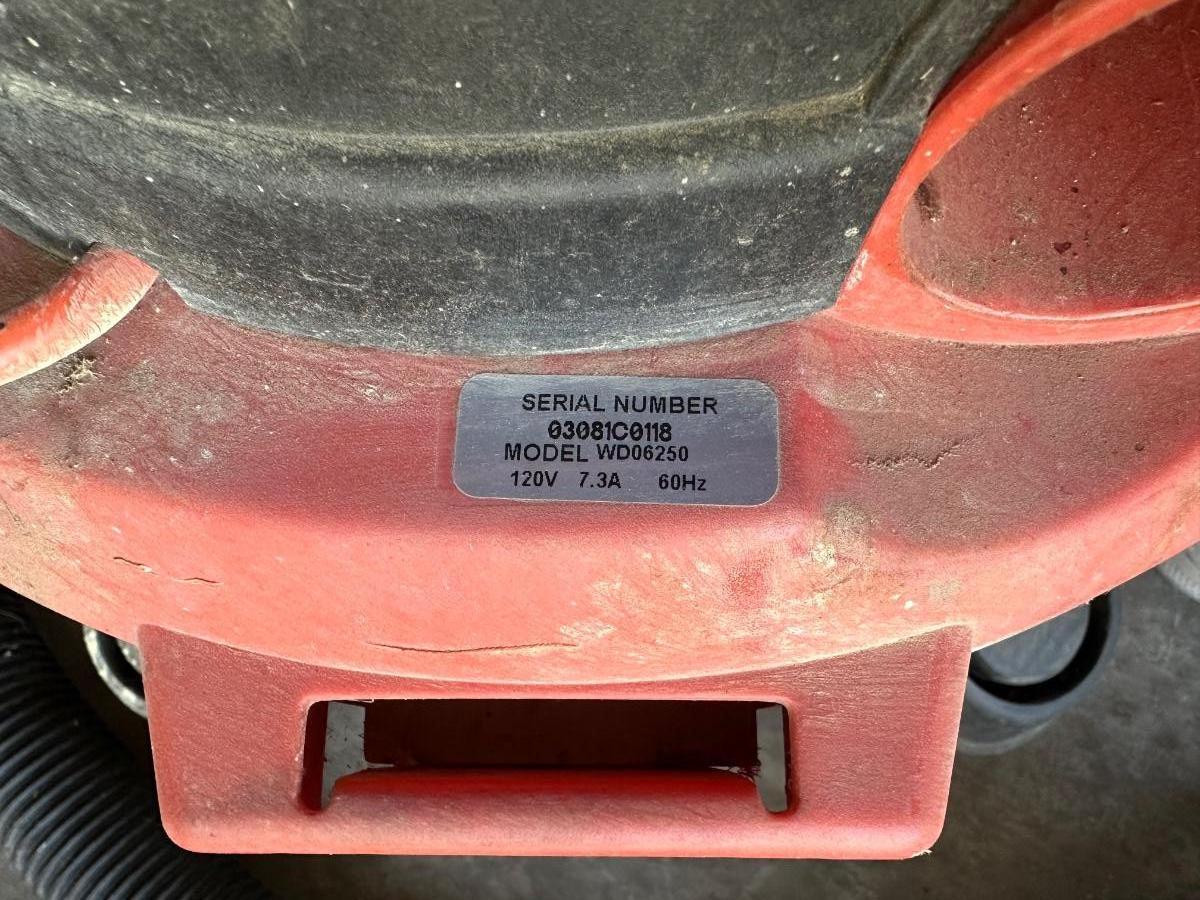 SERIAL NUMBER
03081C0118
MODEL WD06250
120V 7.3A 60Hz